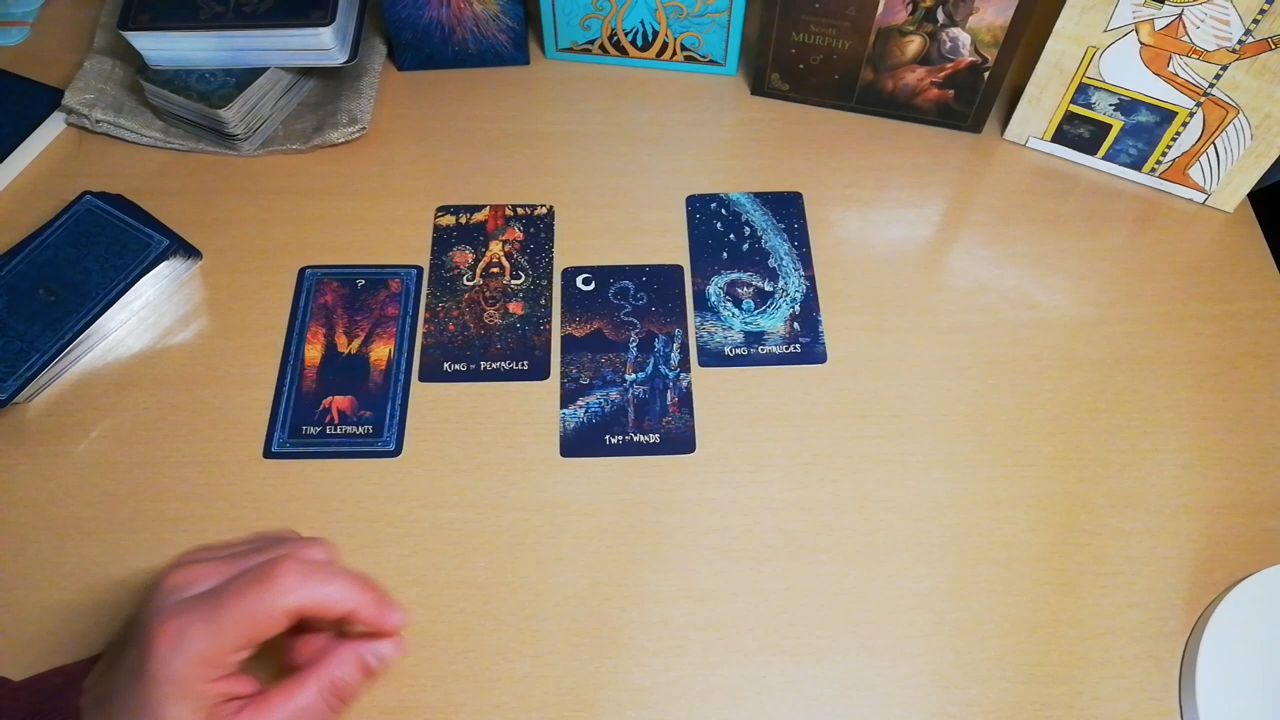 SCOTT
MURPHY
?
TINY ELEPHANTS
KING OF PENTACLES
TWO OF WANDS
KING OF CHALICES